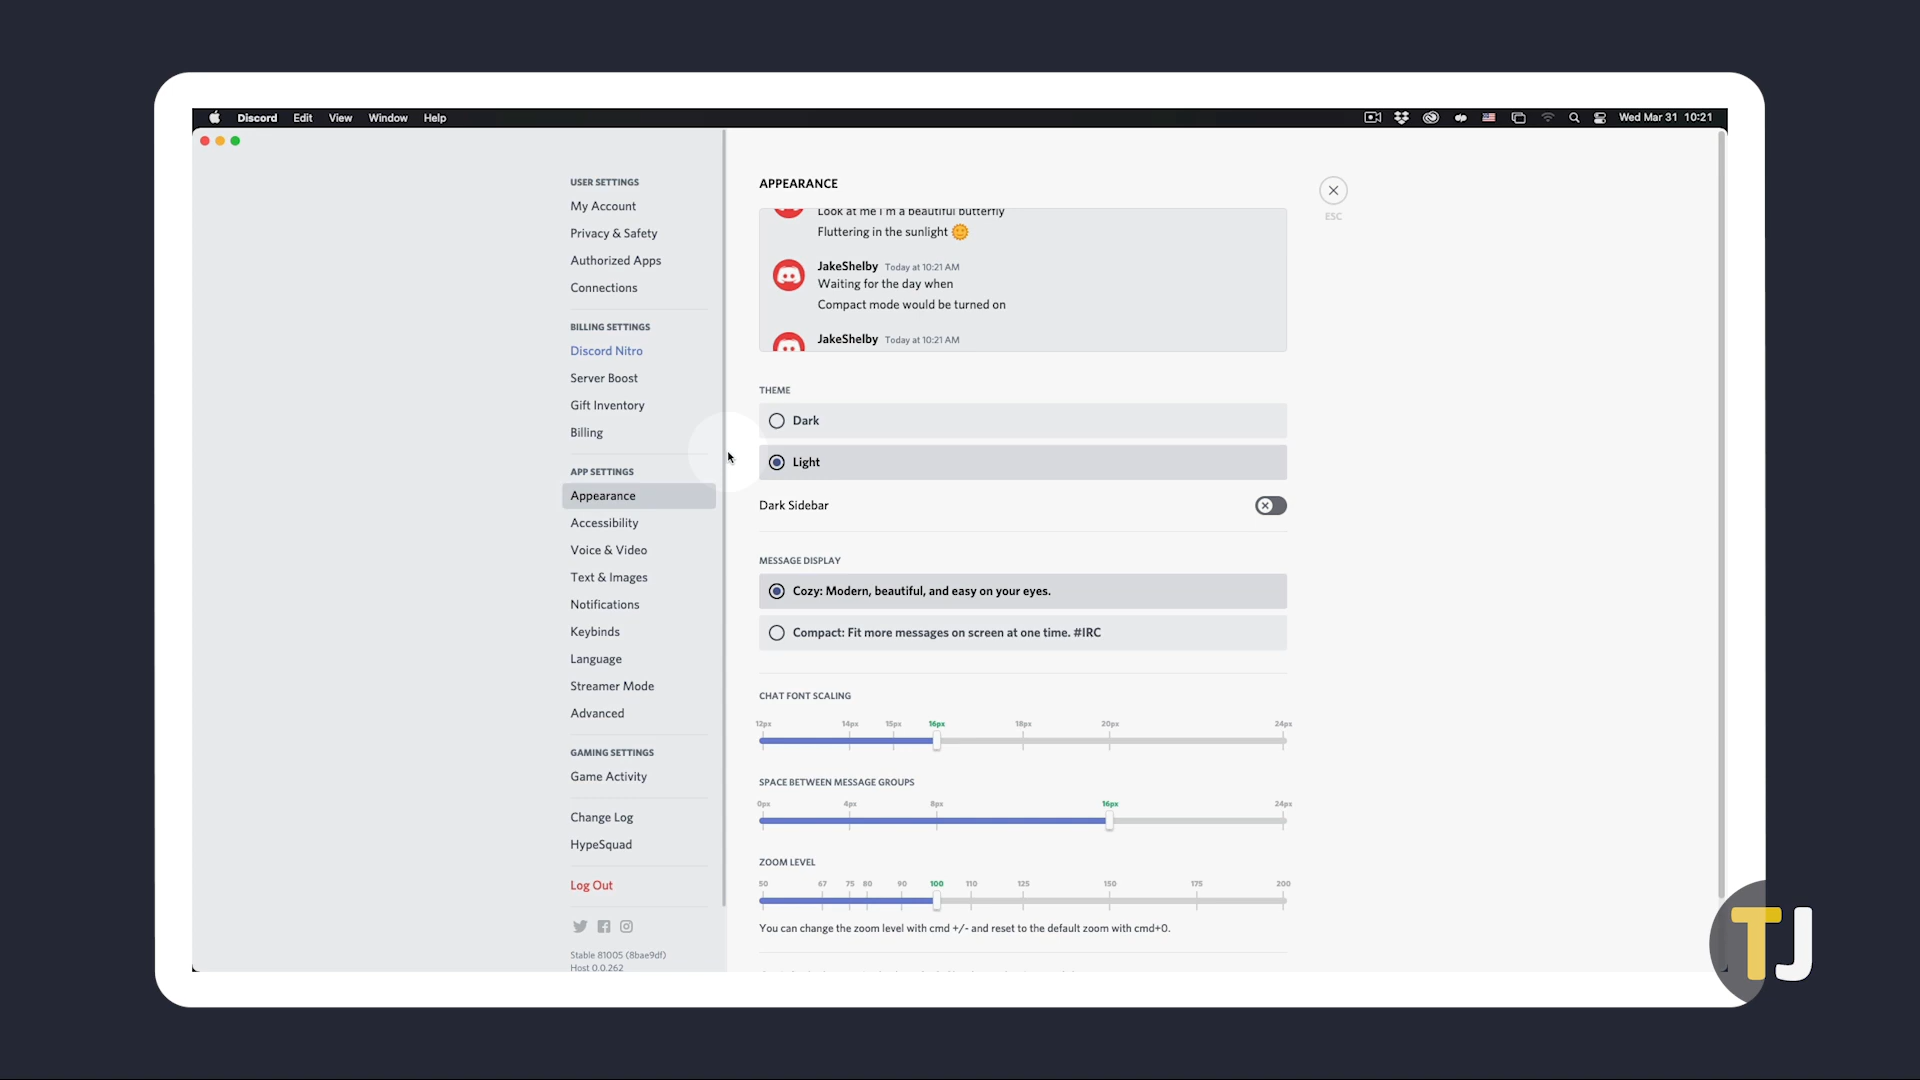 Discord Edit View Window Help
Wed Mar 31 10:21
USER SETTINGS
My Account
Privacy & Safety
Authorized Apps
Connections
BILLING SETTINGS
Discord Nitro
Server Boost
Gift Inventory
Billing
APP SETTINGS
Appearance
Accessibility
Voice & Video
Text & Images
Notifications
Keybinds
Language
Streamer Mode
Advanced
GAMING SETTINGS
Game Activity
Change Log
HypeSquad
Log Out
Stable 81005 (8bae9df)
Host 0.0.262
APPEARANCE
ESC
Look at me I'm a beautiful butterfly
Fluttering in the sunlight
JakeShelby Today at 10:21 AM
Waiting for the day when
Compact mode would be turned on
JakeShelby Today at 10:21 AM
THEME
Dark
Light
Dark Sidebar
MESSAGE DISPLAY
Cozy: Modern, beautiful, and easy on your eyes.
Compact: Fit more messages on screen at one time. #IRC
CHAT FONT SCALING
12px 14px 15px 16px 18px 20px 24px
SPACE BETWEEN MESSAGE GROUPS
0px 4px 8px 16px 24px
ZOOM LEVEL
50 67 75 80 90 100 110 125 150 175 200
You can change the zoom level with cmd +/- and reset to the default zoom with cmd+0.
TJ